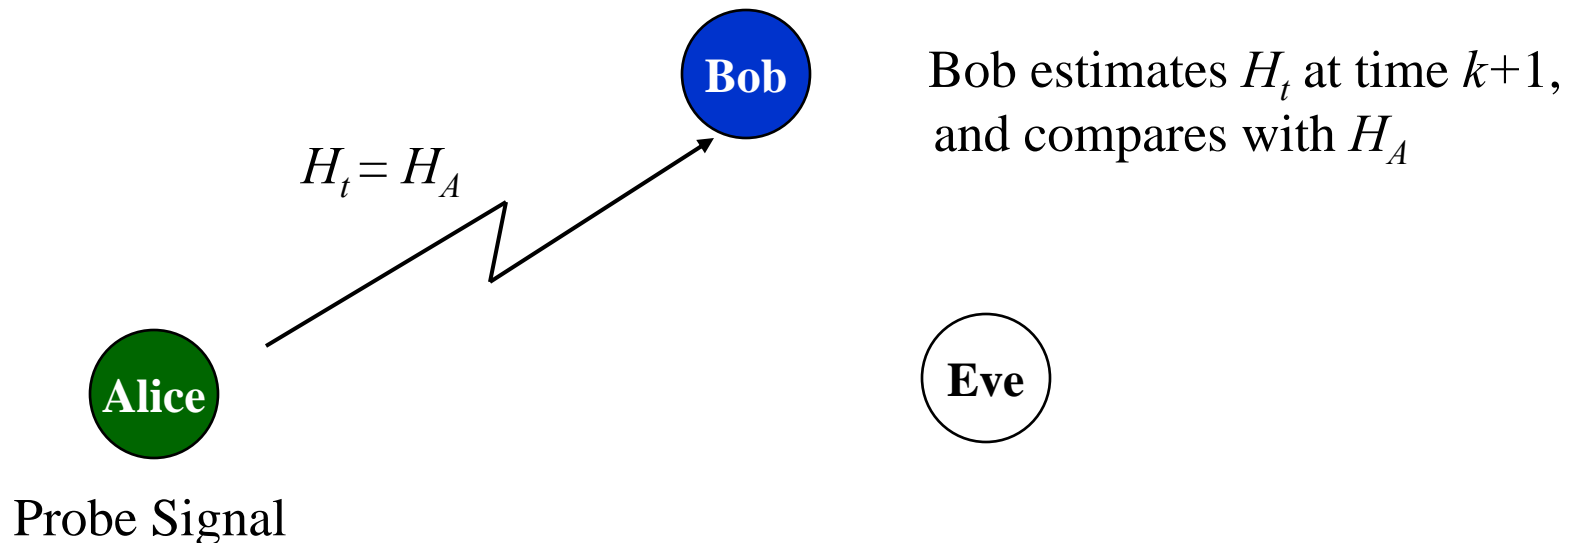 Bob
Bob estimates H_t at time k+1,
and compares with H_A
H_t = H_A
Alice
Eve
Probe Signal